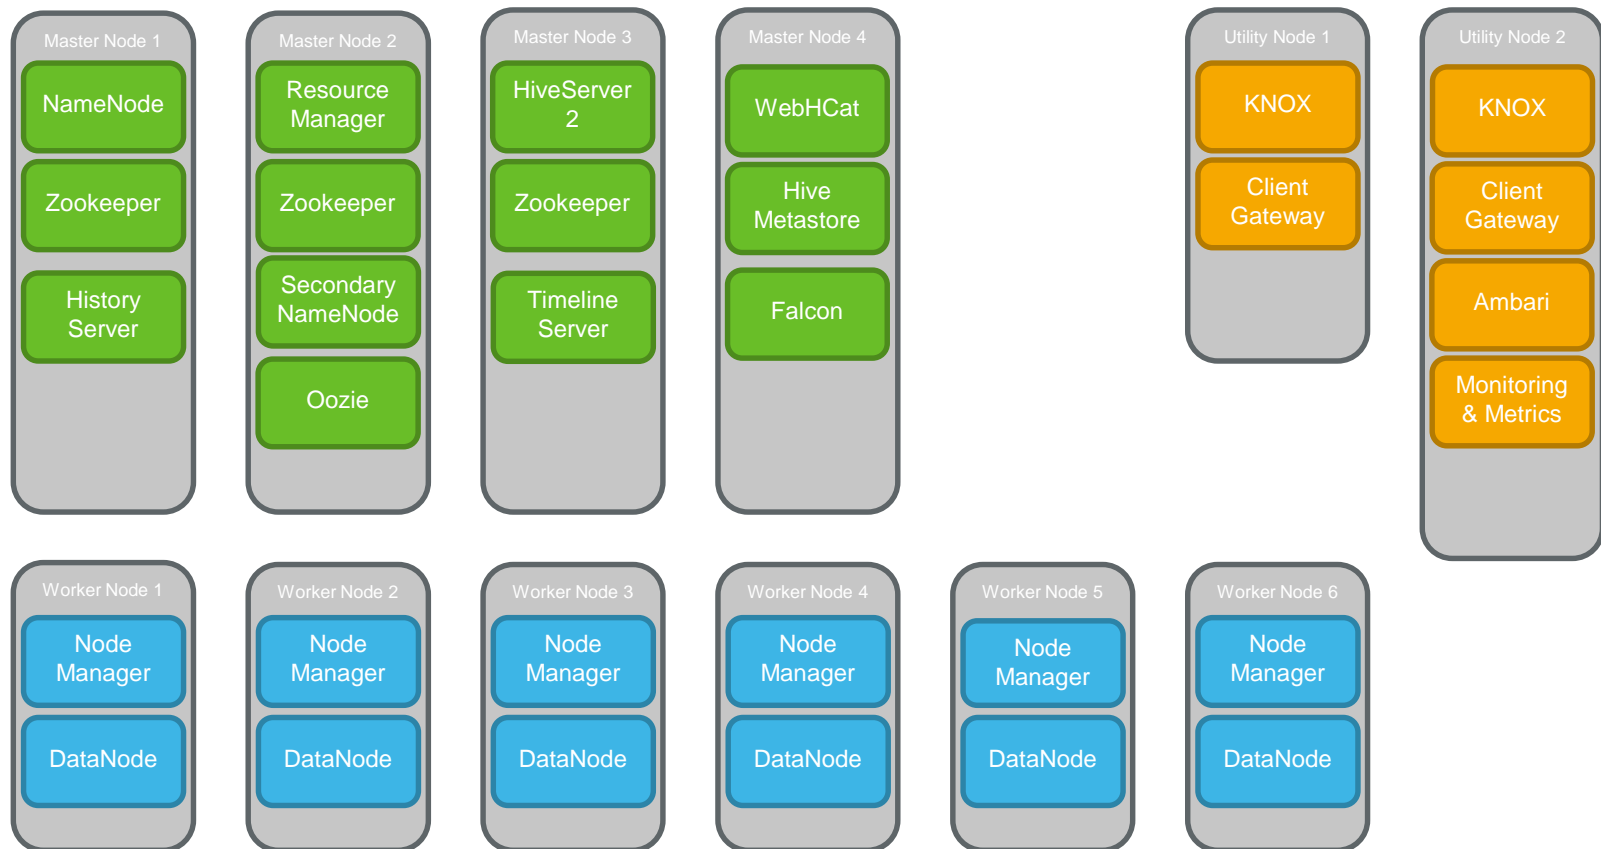 Master Node 1
NameNode
Zookeeper
History
Server
Master Node 2
Resource
Manager
Zookeeper
Secondary
NameNode
Oozie
Master Node 3
HiveServer
2
Zookeeper
Timeline
Server
Master Node 4
WebHCat
Hive
Metastore
Falcon
Utility Node 1
KNOX
Client
Gateway
Utility Node 2
KNOX
Client
Gateway
Ambari
Monitoring
& Metrics
Worker Node 1
Node
Manager
DataNode
Worker Node 2
Node
Manager
DataNode
Worker Node 3
Node
Manager
DataNode
Worker Node 4
Node
Manager
DataNode
Worker Node 5
Node
Manager
DataNode
Worker Node 6
Node
Manager
DataNode